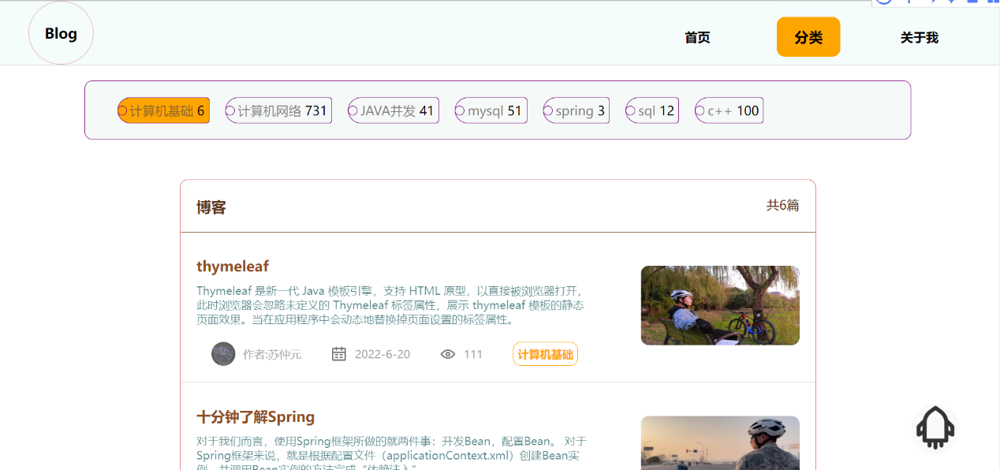 Blog
首页
分类
关于我
计算机基础 6
计算机网络 731
JAVA并发 41
mysql 51
spring 3
sql 12
c++ 100
博客
共6篇
thymeleaf
Thymeleaf 是新一代 Java 模板引擎，支持 HTML 原型，以直接被浏览器打开，
此时浏览器会忽略未定义的 Thymeleaf 标签属性，展示 thymeleaf 模板的静态
页面效果。当在应用程序中会动态地替换掉页面设置的标签属性。
作者:苏仲元
2022-6-20
111
计算机基础
十分钟了解Spring
对于我们而言，使用Spring框架所做的就两件事：开发Bean，配置Bean。 对于
Spring框架来说，就是根据配置文件（applicationContext.xml）创建Bean实
例，并调用Bean实例的方法完成“依赖注入”